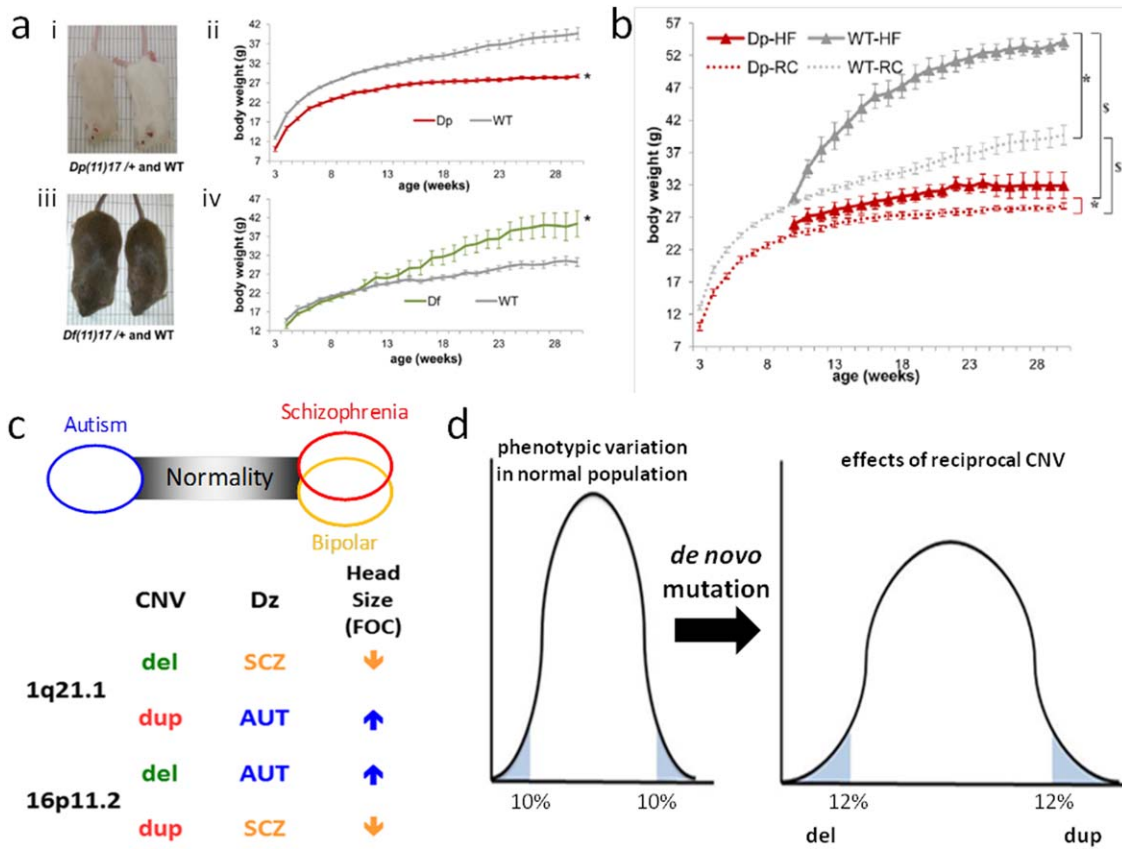 a
i
Dp(11)17 /+ and WT
ii
body weight (g)
42
37
32
27
22
17
12
7
Dp
WT
*
3
8
13
18
23
28
age (weeks)
iii
Df(11)17 /+ and WT
iv
body weight (g)
47
42
37
32
27
22
17
12
Df
WT
*
3
8
13
18
23
28
age (weeks)
b
body weight (g)
57
52
47
42
37
32
27
22
17
12
7
Dp-HF
WT-HF
Dp-RC
WT-RC
*
$
$
*
3
8
13
18
23
28
age (weeks)
c
Autism
Schizophrenia
Normality
Bipolar
CNV
Dz
Head
Size
(FOC)
1q21.1
del
SCZ
dup
AUT
16p11.2
del
AUT
dup
SCZ
d
phenotypic variation
in normal population
10%
10%
de novo
mutation
effects of reciprocal CNV
12%
12%
del
dup